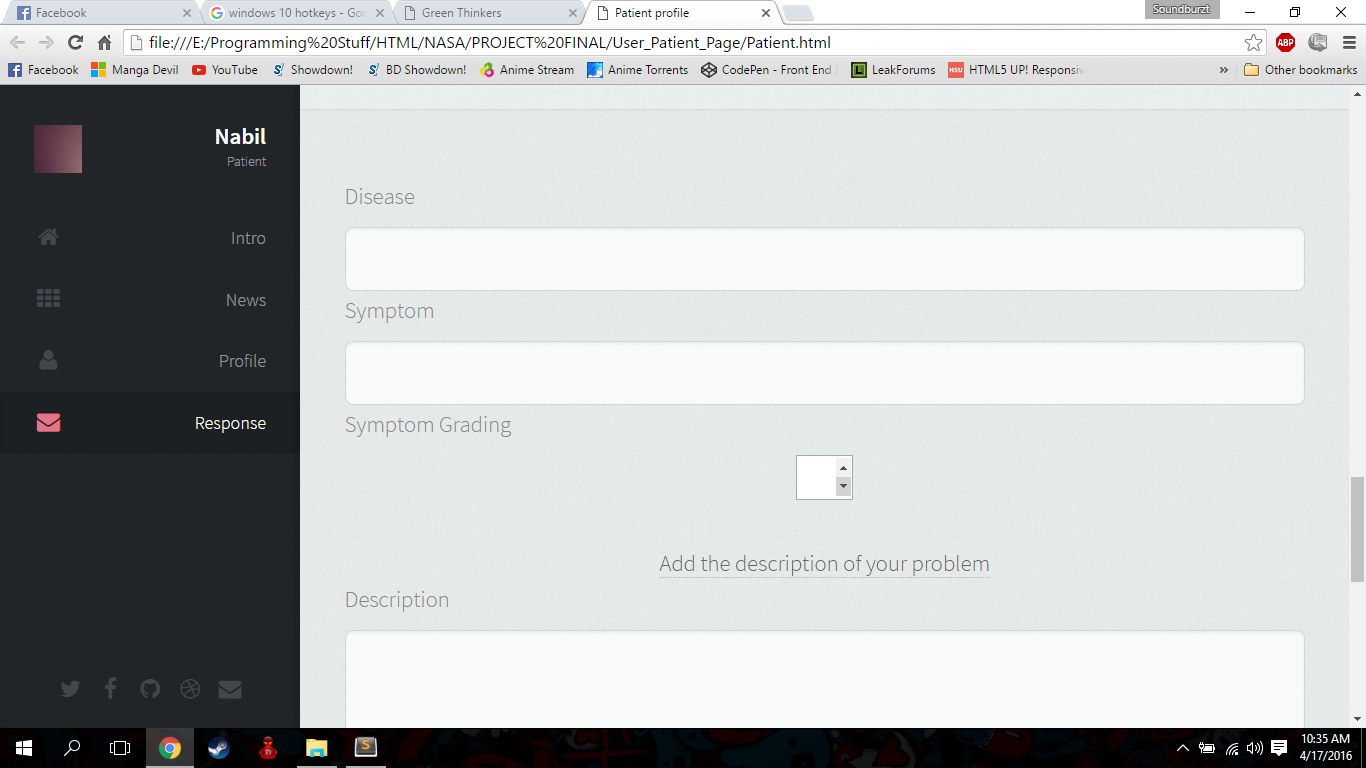 Facebook
windows 10 hotkeys - Goo
Green Thinkers
Patient profile
Soundburzt
file:///E:/Programming%20Stuff/HTML/NASA/PROJECT%20FINAL/User_Patient_Page/Patient.html
ABP
Facebook
Manga Devil
YouTube
Showdown!
BD Showdown!
Anime Stream
Anime Torrents
CodePen - Front End
LeakForums
HTML5 UP! Responsiv
Other bookmarks
Nabil
Patient
Intro
News
Profile
Response
Disease
Symptom
Symptom Grading
Add the description of your problem
Description
10:35 AM
4/17/2016